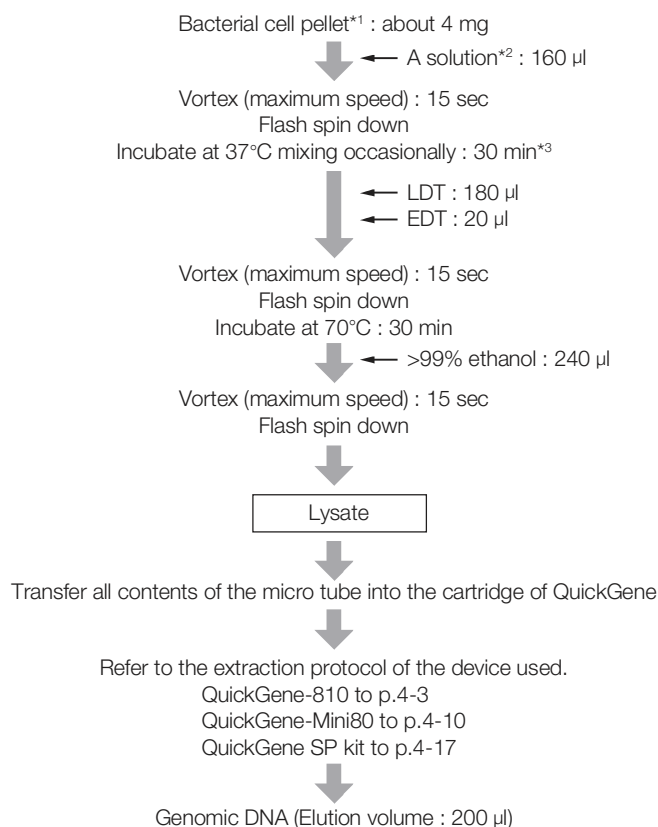 Bacterial cell pellet*1 : about 4 mg
A solution*2 : 160 µl
Vortex (maximum speed) : 15 sec
Flash spin down
Incubate at 37°C mixing occasionally : 30 min*3
LDT : 180 µl
EDT : 20 µl
Vortex (maximum speed) : 15 sec
Flash spin down
Incubate at 70°C : 30 min
>99% ethanol : 240 µl
Vortex (maximum speed) : 15 sec
Flash spin down
Lysate
Transfer all contents of the micro tube into the cartridge of QuickGene
Refer to the extraction protocol of the device used.
QuickGene-810 to p.4-3
QuickGene-Mini80 to p.4-10
QuickGene SP kit to p.4-17
Genomic DNA (Elution volume : 200 µl)